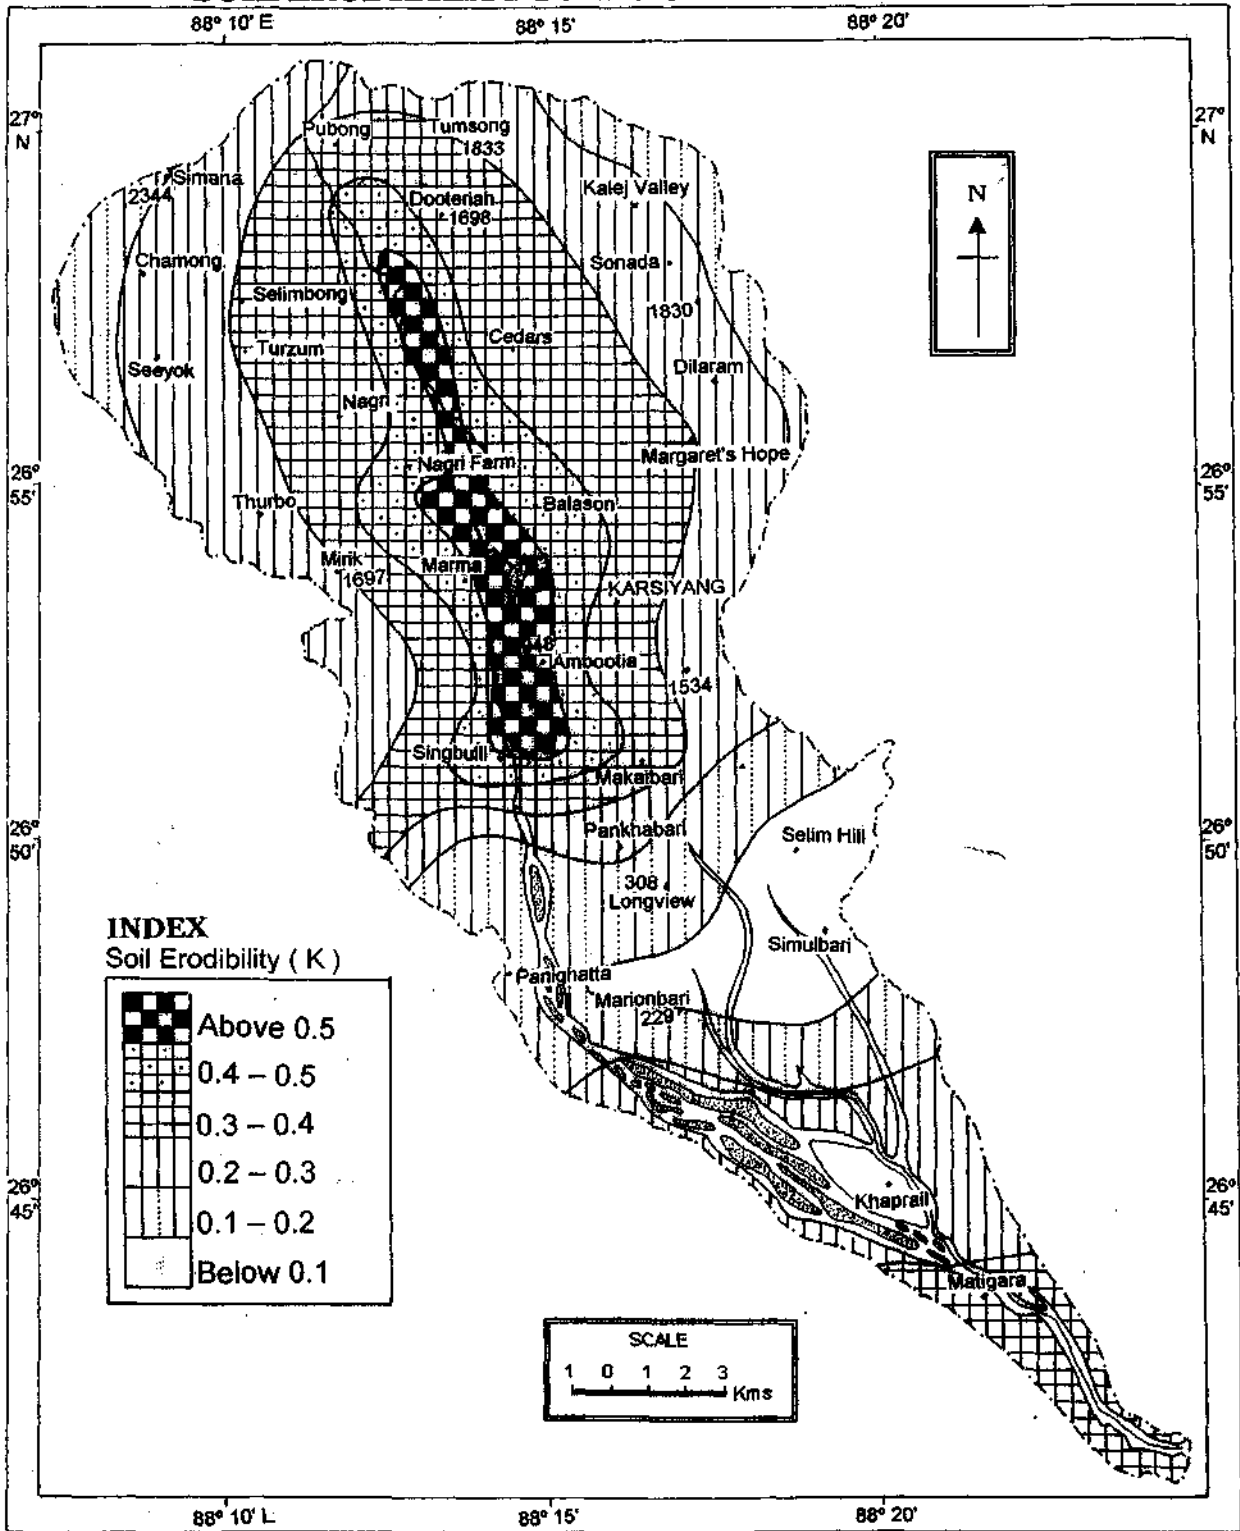 88° 10' E 88° 15' 88° 20'
27° N
27° N
Pubong
Tumsong
1833
Simana
2344
Kalej Valley
Dooteriah
1698
Chamong
Sonada
Selimbong
1830
Cedars
Turzum
Seeyok
Dilaram
Nagri
Margaret's Hope
Nagri Farm
26° 55'
26° 55'
Thurbo
Balason
Mirik
1697
Marma
KARSIYANG
Ambootia
1534
Singbulli
Makaibari
26° 50'
26° 50'
Pankhabari
Selim Hill
308
Longview
Simulbari
Panighatta
Marionbari
229
INDEX
Soil Erodibility ( K )
Above 0.5
0.4 – 0.5
0.3 – 0.4
0.2 – 0.3
0.1 – 0.2
Below 0.1
26° 45'
26° 45'
Khaprail
Matigara
N
SCALE
1 0 1 2 3
Kms
88° 10' E 88° 15' 88° 20'